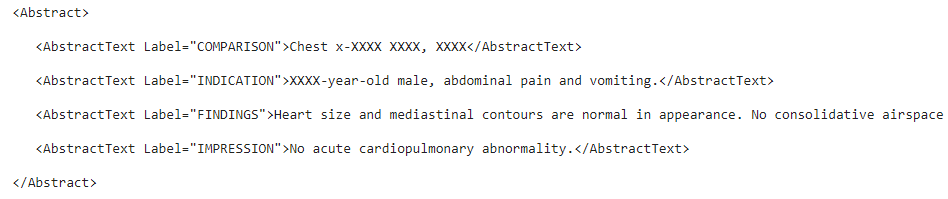 <Abstract>
<AbstractText Label="COMPARISON">Chest x-XXXX XXXX, XXXX</AbstractText>
<AbstractText Label="INDICATION">XXXX-year-old male, abdominal pain and vomiting.</AbstractText>
<AbstractText Label="FINDINGS">Heart size and mediastinal contours are normal in appearance. No consolidative airspace
<AbstractText Label="IMPRESSION">No acute cardiopulmonary abnormality.</AbstractText>
</Abstract>